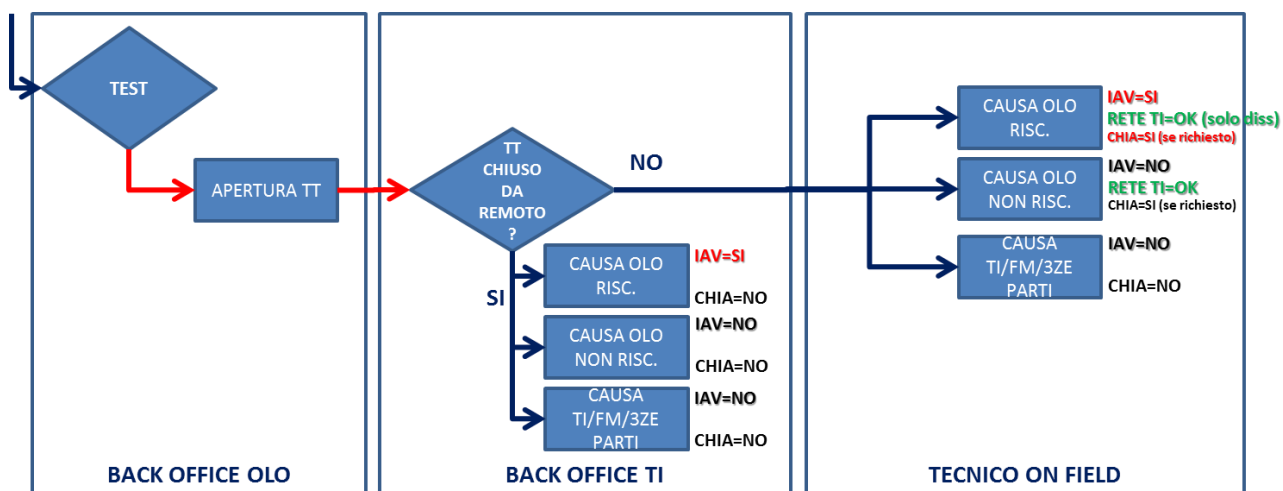 TEST
APERTURA TT
BACK OFFICE OLO
TT
CHIUSO
DA
REMOTO
?
NO
SI
CAUSA OLO
RISC.
IAV=SI
CHIA=NO
CAUSA OLO
NON RISC.
IAV=NO
CHIA=NO
CAUSA
TI/FM/3ZE
PARTI
IAV=NO
CHIA=NO
BACK OFFICE TI
CAUSA OLO
RISC.
IAV=SI
RETE TI=OK (solo diss)
CHIA=SI (se richiesto)
CAUSA OLO
NON RISC.
IAV=NO
RETE TI=OK
CHIA=SI (se richiesto)
CAUSA
TI/FM/3ZE
PARTI
IAV=NO
CHIA=NO
TECNICO ON FIELD